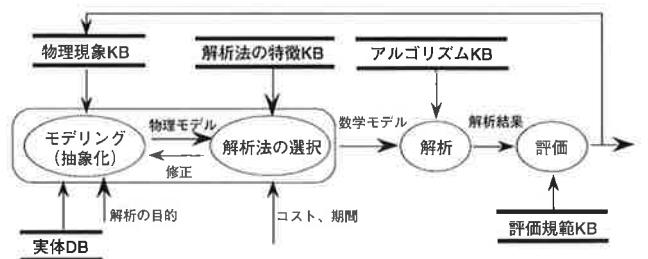 物理現象KB
解析法の特徴KB
アルゴリズムKB
モデリング
(抽象化)
物理モデル
修正
解析法の選択
数学モデル
解析
解析結果
評価
解析の目的
コスト、期間
実体DB
評価規範KB